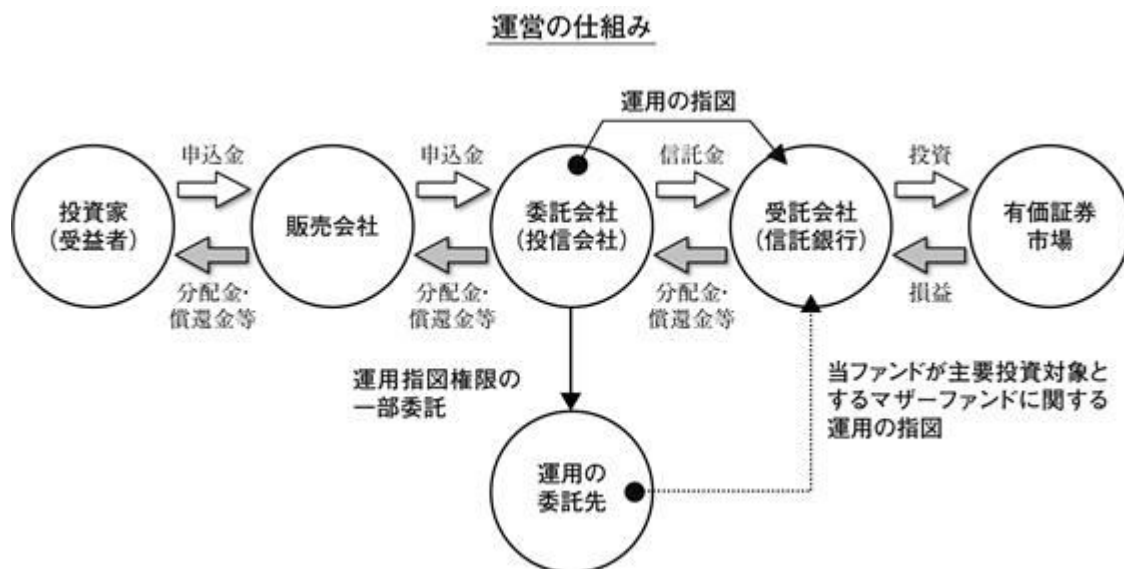 運営の仕組み
運用の指図
申込金
申込金
信託金
投資
投資家
(受益者)
販売会社
委託会社
(投信会社)
受託会社
(信託銀行)
有価証券
市場
分配金・
償還金等
分配金・
償還金等
分配金・
償還金等
損益
運用指図権限の
一部委託
当ファンドが主要投資対象と
するマザーファンドに関する
運用の指図
運用の
委託先